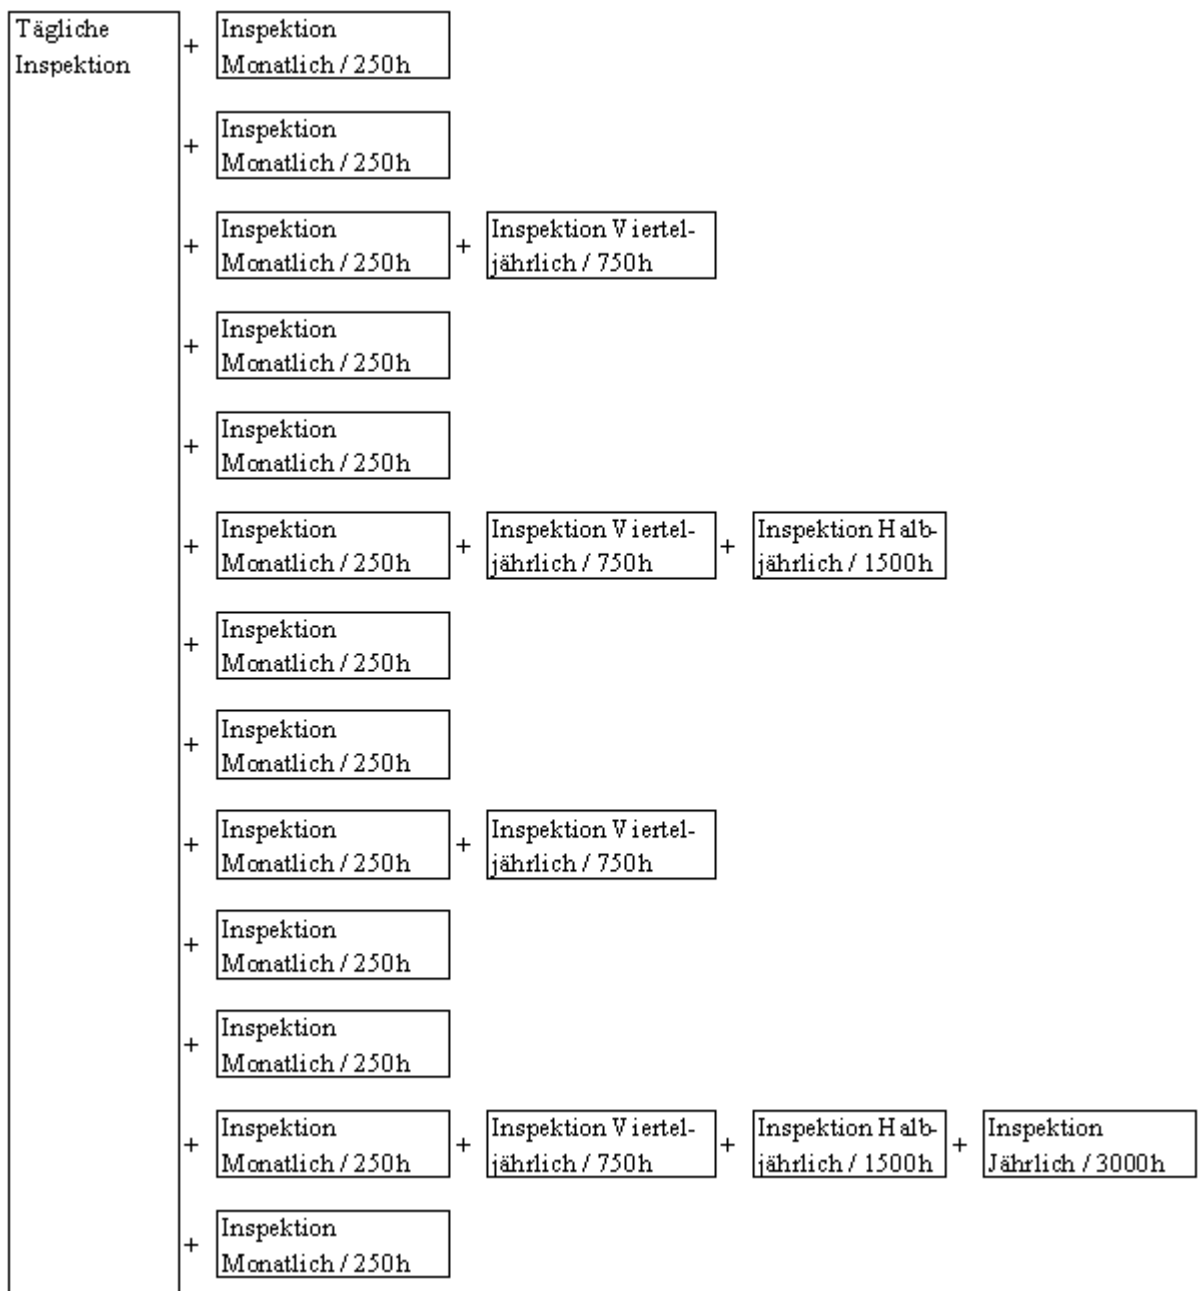 Tägliche
Inspektion
+ Inspektion
Monatlich / 250h
+ Inspektion
Monatlich / 250h
+ Inspektion
Monatlich / 250h
+ Inspektion Viertel-
jährlich / 750h
+ Inspektion
Monatlich / 250h
+ Inspektion
Monatlich / 250h
+ Inspektion
Monatlich / 250h
+ Inspektion Viertel-
jährlich / 750h
+ Inspektion Halb-
jährlich / 1500h
+ Inspektion
Monatlich / 250h
+ Inspektion
Monatlich / 250h
+ Inspektion
Monatlich / 250h
+ Inspektion Viertel-
jährlich / 750h
+ Inspektion
Monatlich / 250h
+ Inspektion
Monatlich / 250h
+ Inspektion
Monatlich / 250h
+ Inspektion Viertel-
jährlich / 750h
+ Inspektion Halb-
jährlich / 1500h
+ Inspektion
Jährlich / 3000h
+ Inspektion
Monatlich / 250h